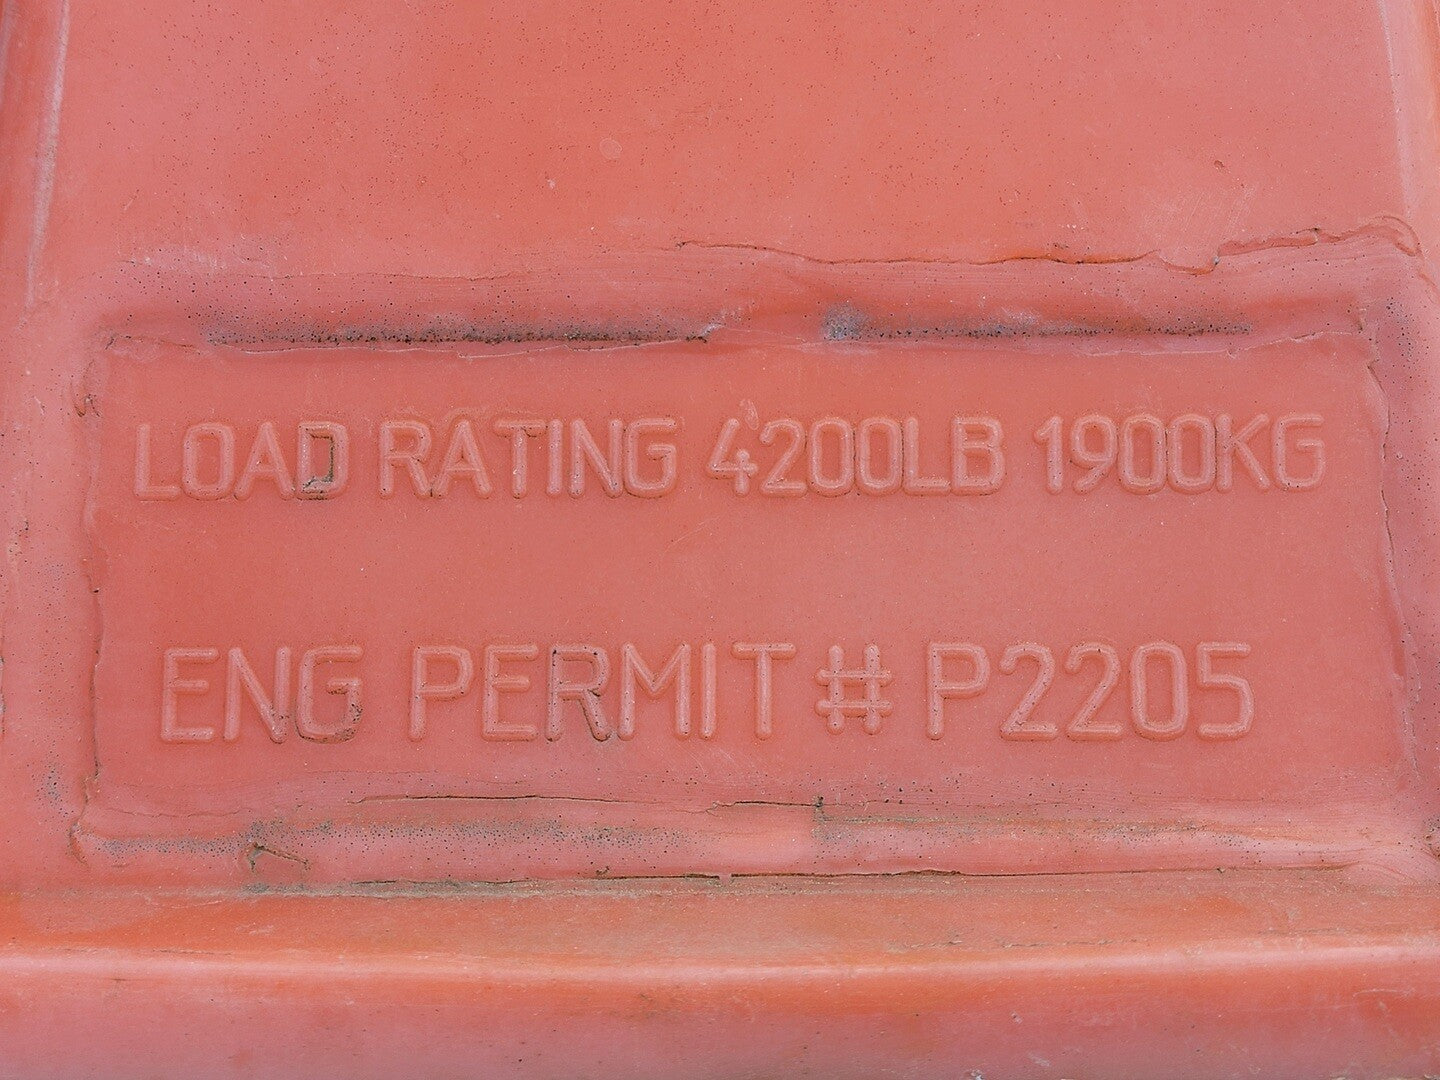 LOAD RATING 4200LB 1900KG
ENG PERMIT # P2205